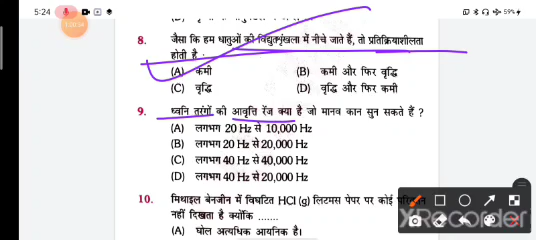 5:24
59%
8. जैसा कि हम धातुओं की विद्युतशृंखला में नीचे जाते हैं, तो प्रतिक्रियाशीलता
होती है :
(A) कमी (B) कमी और फिर वृद्धि
(C) वृद्धि (D) वृद्धि और फिर कमी
9. ध्वनि तरंगों की आवृत्ति रेंज क्या है जो मानव कान सुन सकते हैं ?
(A) लगभग 20 Hz से 10,000 Hz
(B) लगभग 20 Hz से 20,000 Hz
(C) लगभग 40 Hz से 40,000 Hz
(D) लगभग 40 Hz से 20,000 Hz
10. मिथाइल बेनजीन में विघटित HCl (g) लिटमस पेपर पर कोई
नहीं दिखता है क्योंकि .......
(A) घोल अत्यधिक आयनिक है।
XRecorder